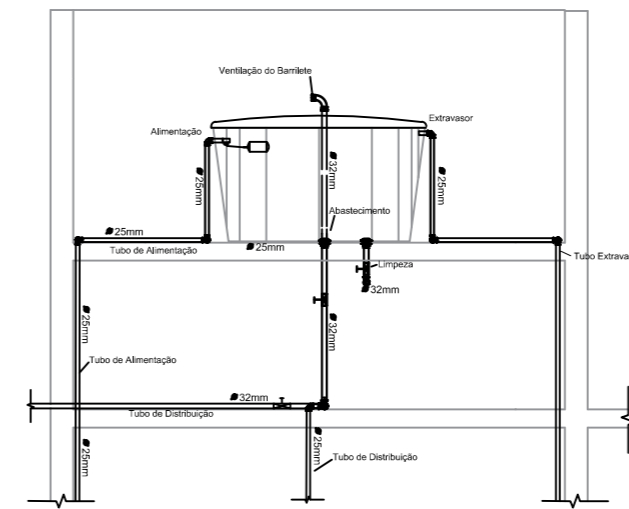 Ventilação do Barrilete
Extravasor
Alimentação
32mm
25mm
25mm
Abastecimento
25mm
Tubo de Alimentação
25mm
Tubo Extrava
Limpeza
32mm
25mm
32mm
Tubo de Alimentação
32mm
Tubo de Distribuição
25mm
25mm
Tubo de Distribuição